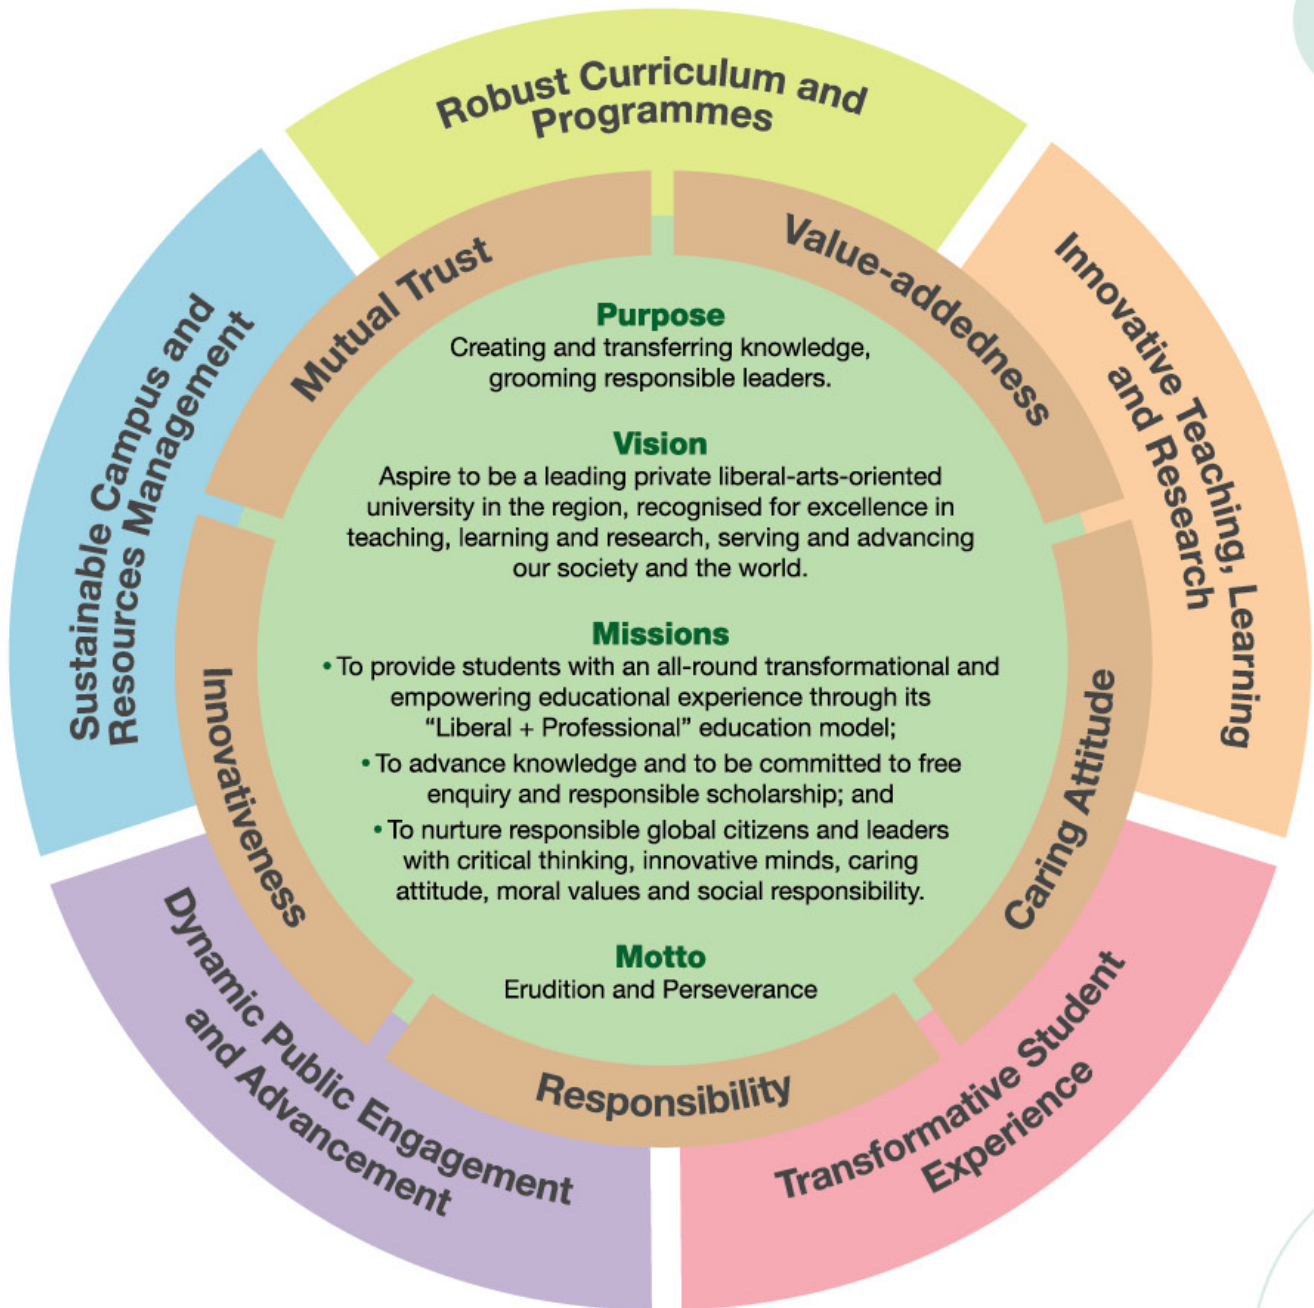 Robust Curriculum and
Programmes
Innovative Teaching, Learning
and Research
Transformative Student
Experience
Dynamic Public Engagement
and Advancement
Sustainable Campus and
Resources Management
Mutual Trust
Value-addedness
Caring Attitude
Responsibility
Innovativeness
Purpose
Creating and transferring knowledge,
grooming responsible leaders.
Vision
Aspire to be a leading private liberal-arts-oriented
university in the region, recognised for excellence in
teaching, learning and research, serving and advancing
our society and the world.
Missions
• To provide students with an all-round transformational and
empowering educational experience through its
“Liberal + Professional” education model;
• To advance knowledge and to be committed to free
enquiry and responsible scholarship; and
• To nurture responsible global citizens and leaders
with critical thinking, innovative minds, caring
attitude, moral values and social responsibility.
Motto
Erudition and Perseverance